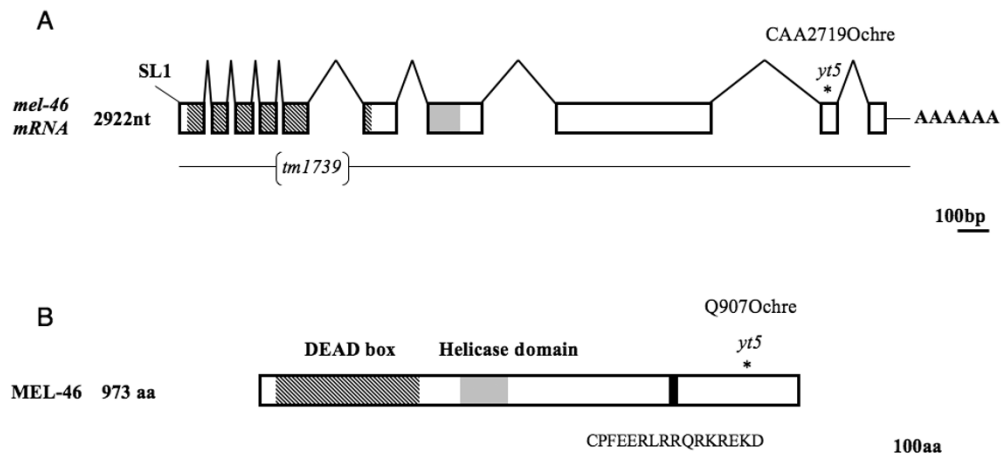 A
CAA2719Ochre
SL1
yt5
*
mel-46
mRNA
2922nt
AAAAAA
tm1739
100bp
B
Q907Ochre
DEAD box
Helicase domain
yt5
*
MEL-46 973 aa
CPFEERLRRQRKREKD
100aa